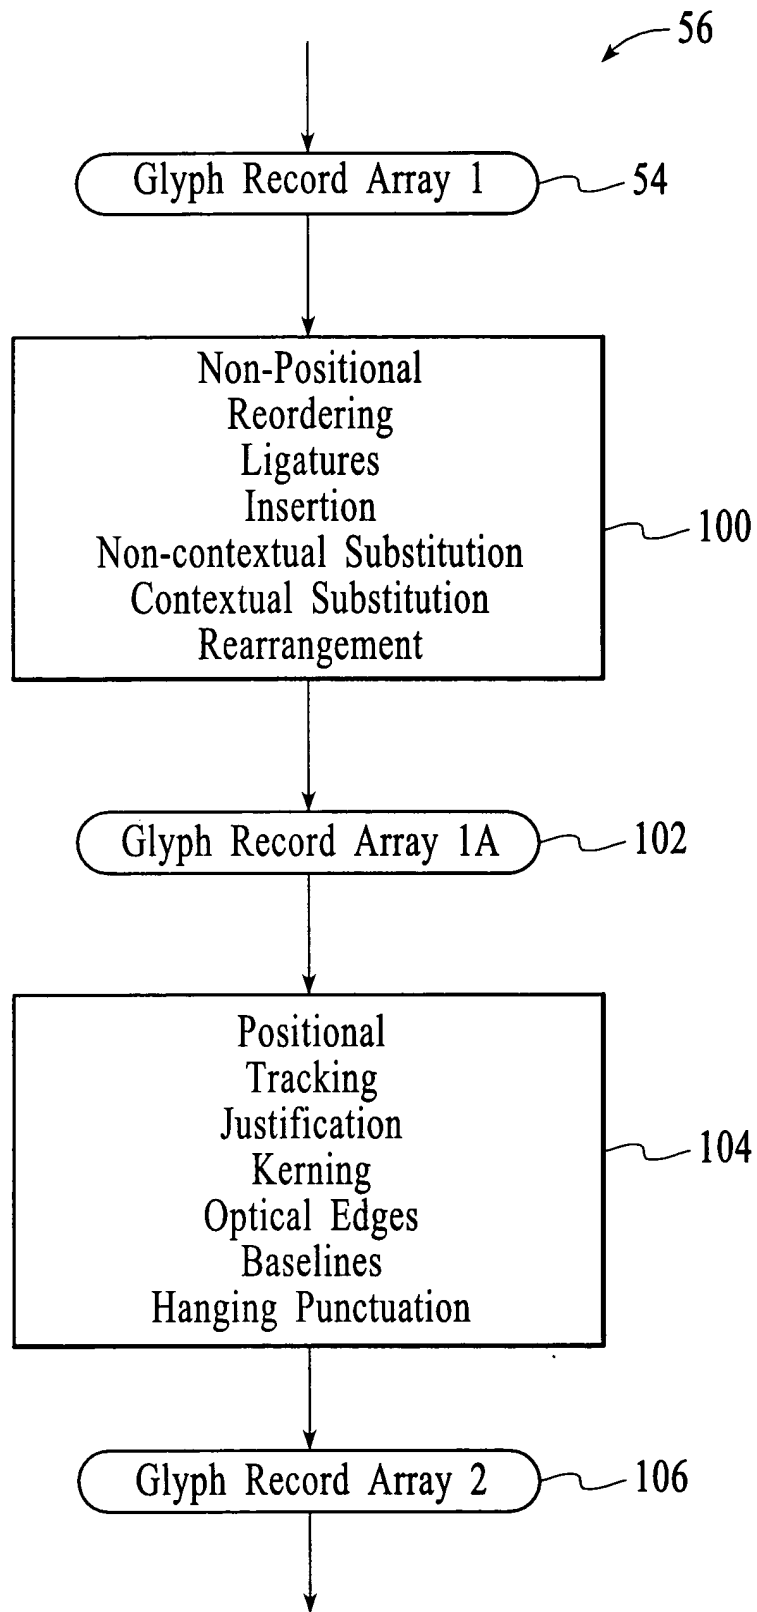 56
Glyph Record Array 1
54
Non-Positional
Reordering
Ligatures
Insertion
Non-contextual Substitution
Contextual Substitution
Rearrangement
100
Glyph Record Array 1A
102
Positional
Tracking
Justification
Kerning
Optical Edges
Baselines
Hanging Punctuation
104
Glyph Record Array 2
106